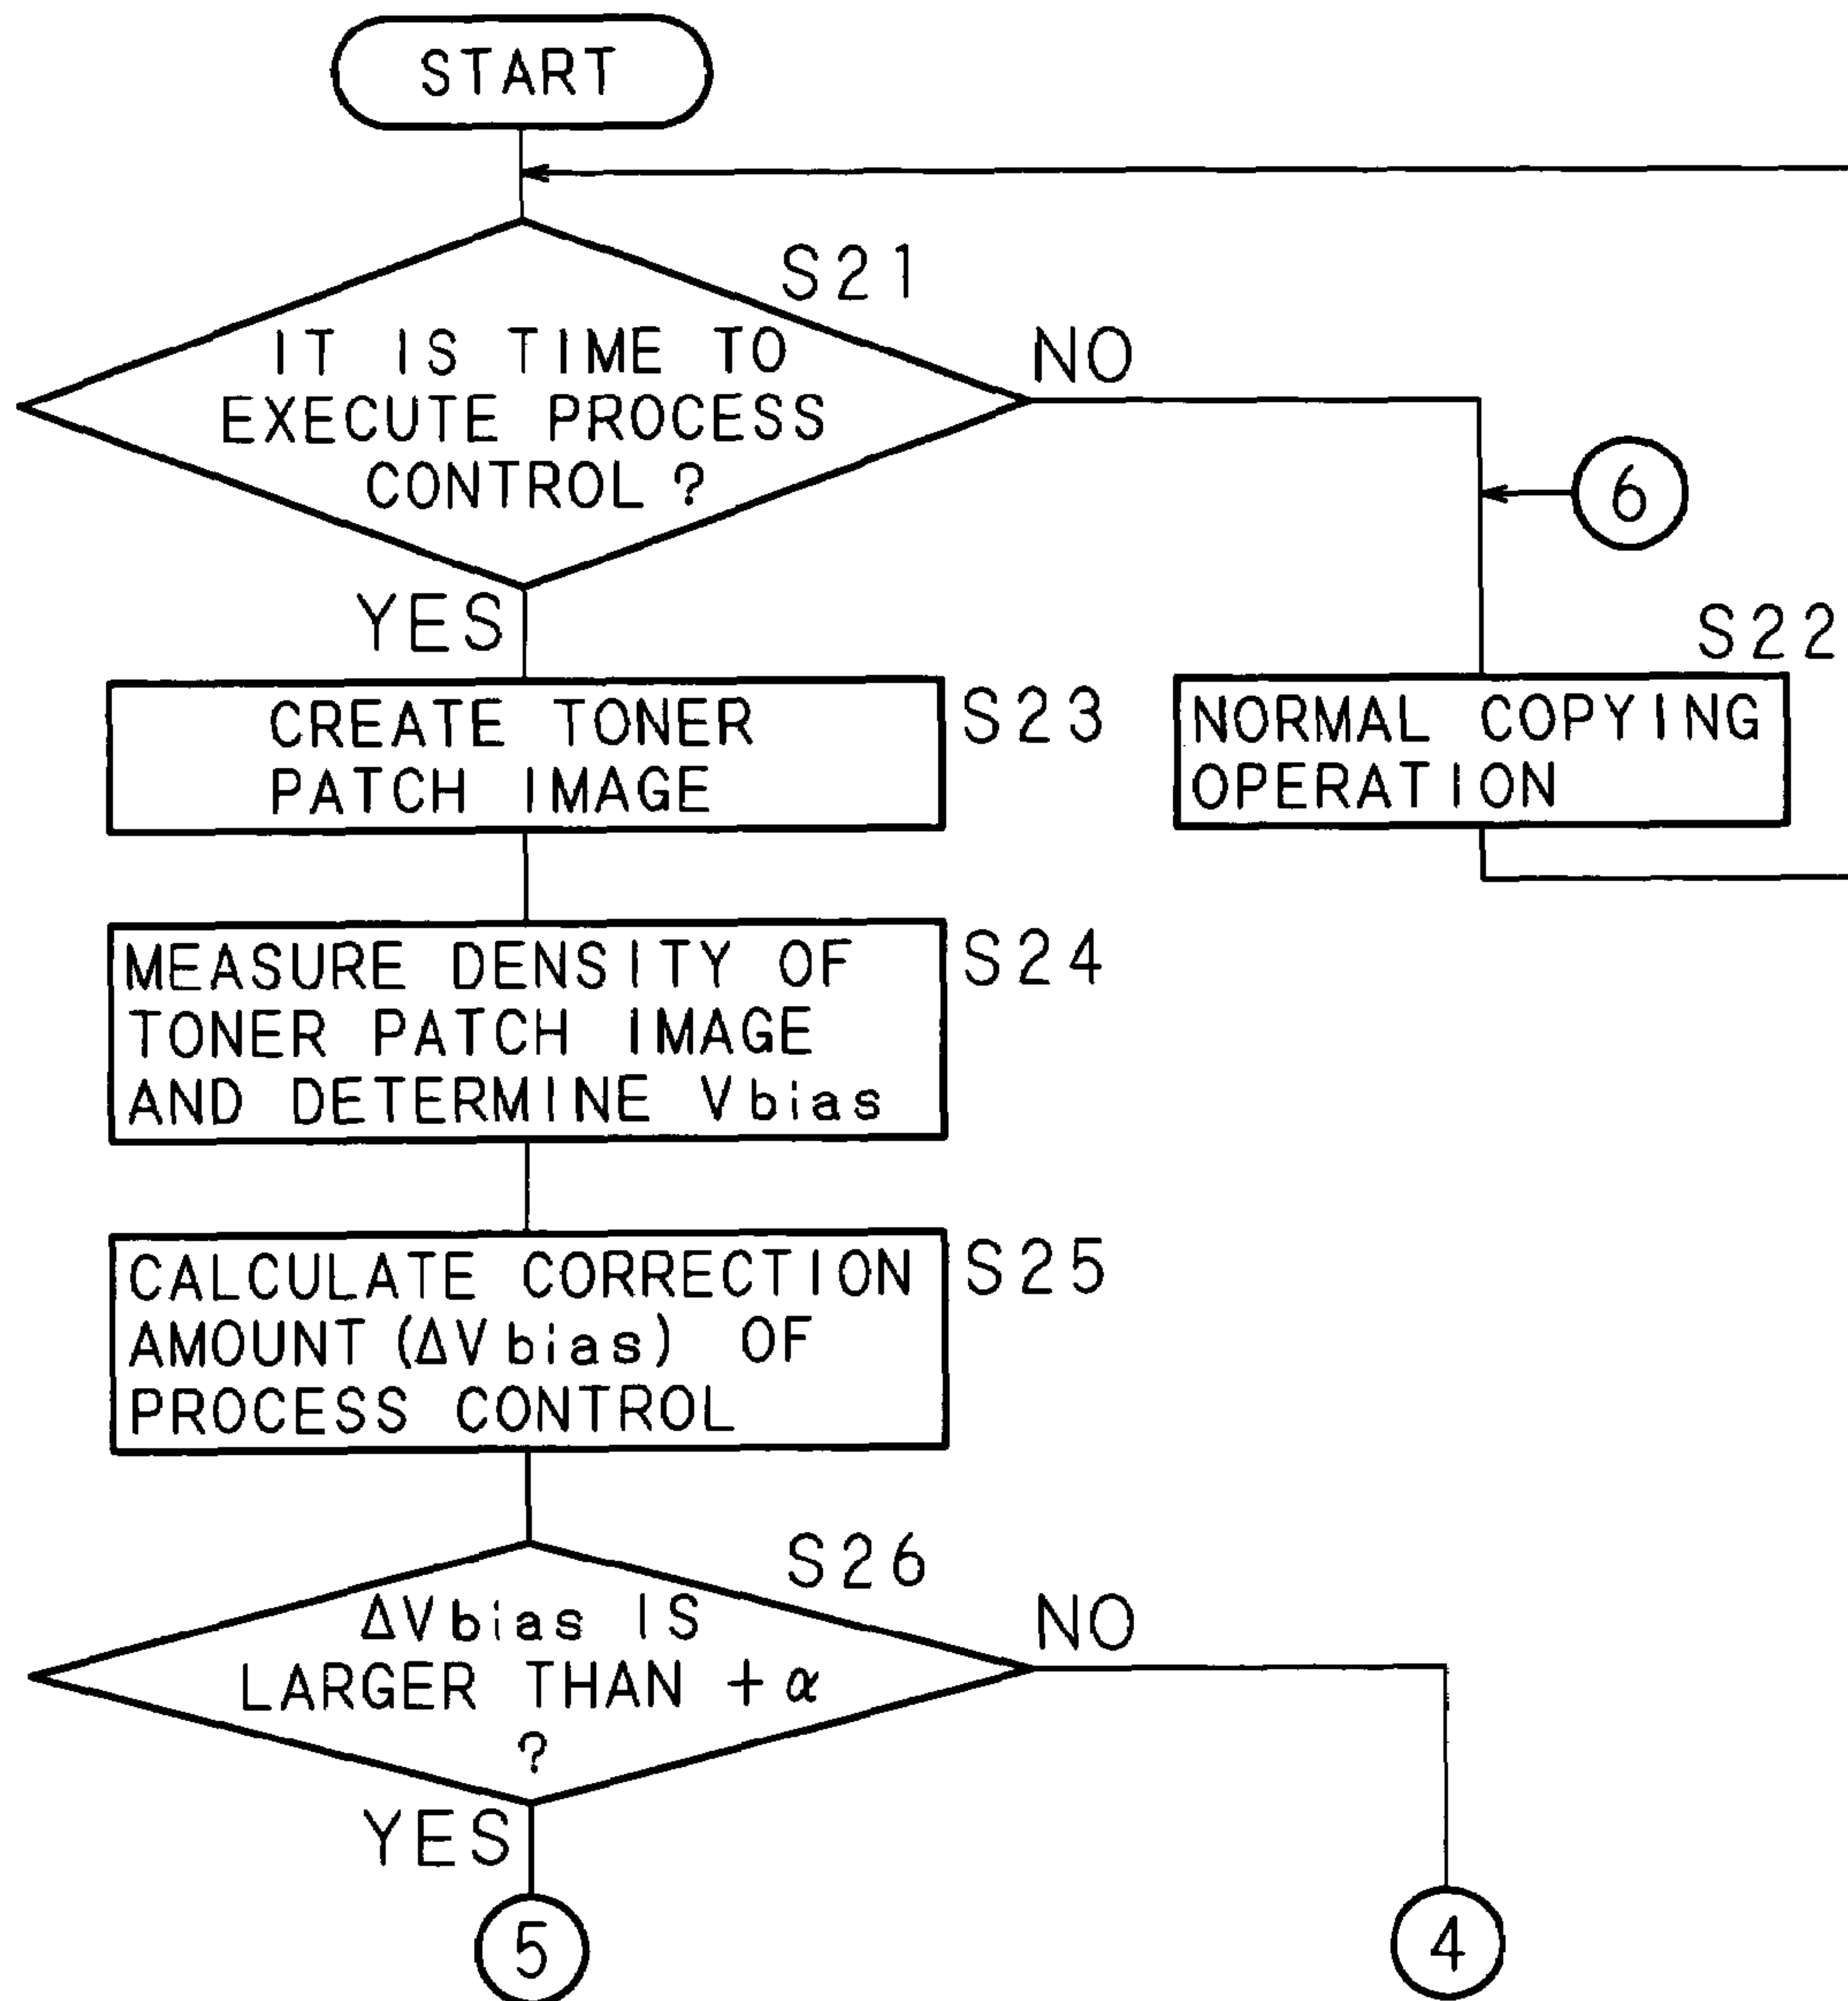 START
S21
IT IS TIME TO
EXECUTE PROCESS
CONTROL ?
NO
6
YES
S22
CREATE TONER
PATCH IMAGE
S23
NORMAL COPYING
OPERATION
MEASURE DENSITY OF
TONER PATCH IMAGE
AND DETERMINE Vbias
S24
CALCULATE CORRECTION
AMOUNT (ΔVbias) OF
PROCESS CONTROL
S25
S26
ΔVbias IS
LARGER THAN +α
?
NO
YES
5
4